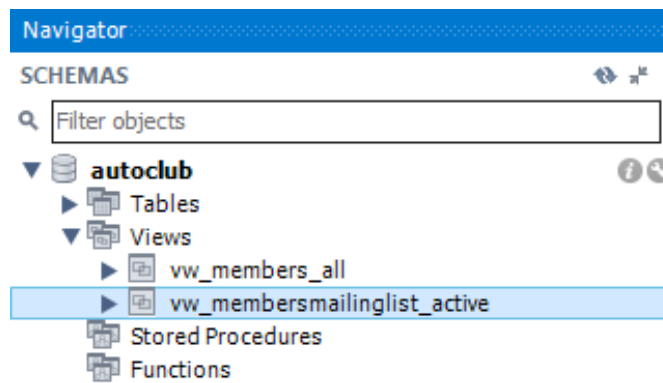 Navigator
SCHEMAS
Filter objects
autoclub
Tables
Views
vw_members_all
vw_membersmailinglist_active
Stored Procedures
Functions